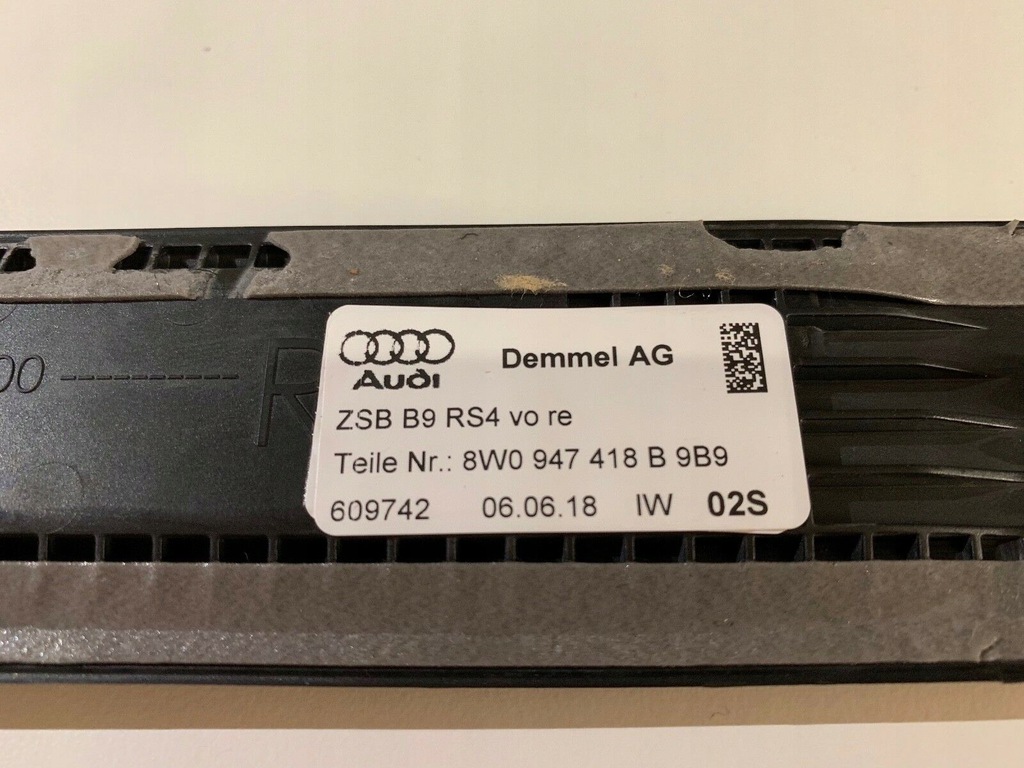 Audi
Demmel AG
ZSB B9 RS4 vo re
Teile Nr.: 8W0 947 418 B 9B9
609742 06.06.18 IW 02S
00 ---------- R